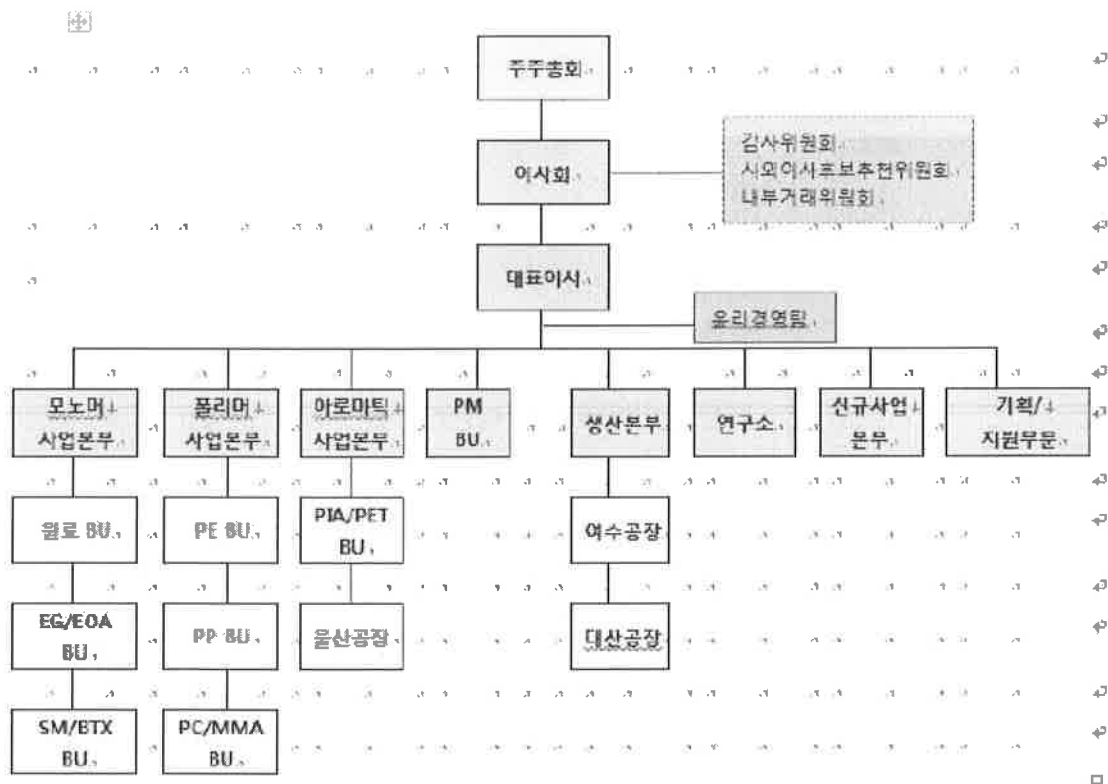 주주총회
이사회
감사위원회
사외이사후보추천위원회
내부거래위원회
대표이사
윤리경영팀
모노머
사업본부
폴리머
사업본부
아로마틱
사업본부
PM
BU
생산본부
연구소
신규사업
본부
기획/
지원부문
원료 BU
PE BU
PIA/PET
BU
여수공장
EG/EOA
BU
PP BU
울산공장
대산공장
SM/BTX
BU
PC/MMA
BU